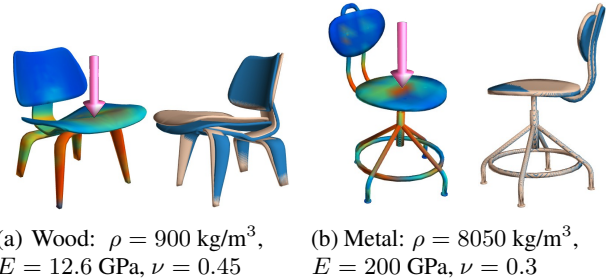 (a) Wood: ρ = 900 kg/m³,
E = 12.6 GPa, ν = 0.45
(b) Metal: ρ = 8050 kg/m³,
E = 200 GPa, ν = 0.3